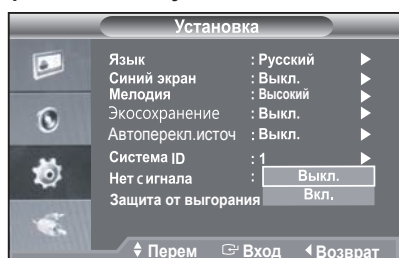 Установка
Язык : Русский
Синий экран : Выкл.
Мелодия : Высокий
Экосохранение : Выкл.
Автоперекл.источ : Выкл.
Система ID : 1
Нет сигнала : Выкл.
Защита от выгорания Вкл.
Перем Вход Возврат